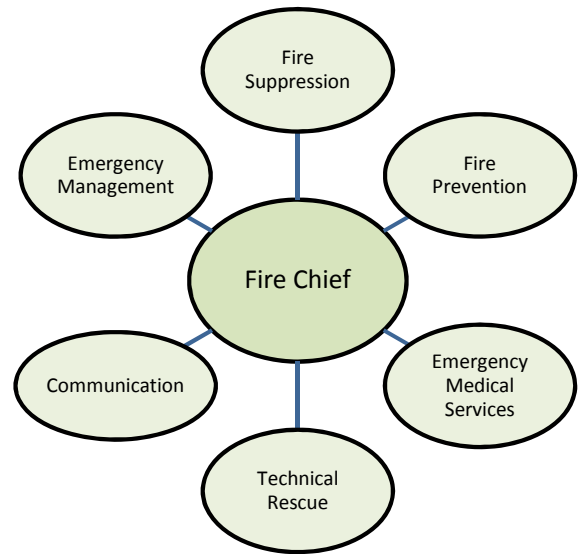 Fire
Suppression
Emergency
Management
Fire
Prevention
Fire Chief
Communication
Emergency
Medical
Services
Technical
Rescue